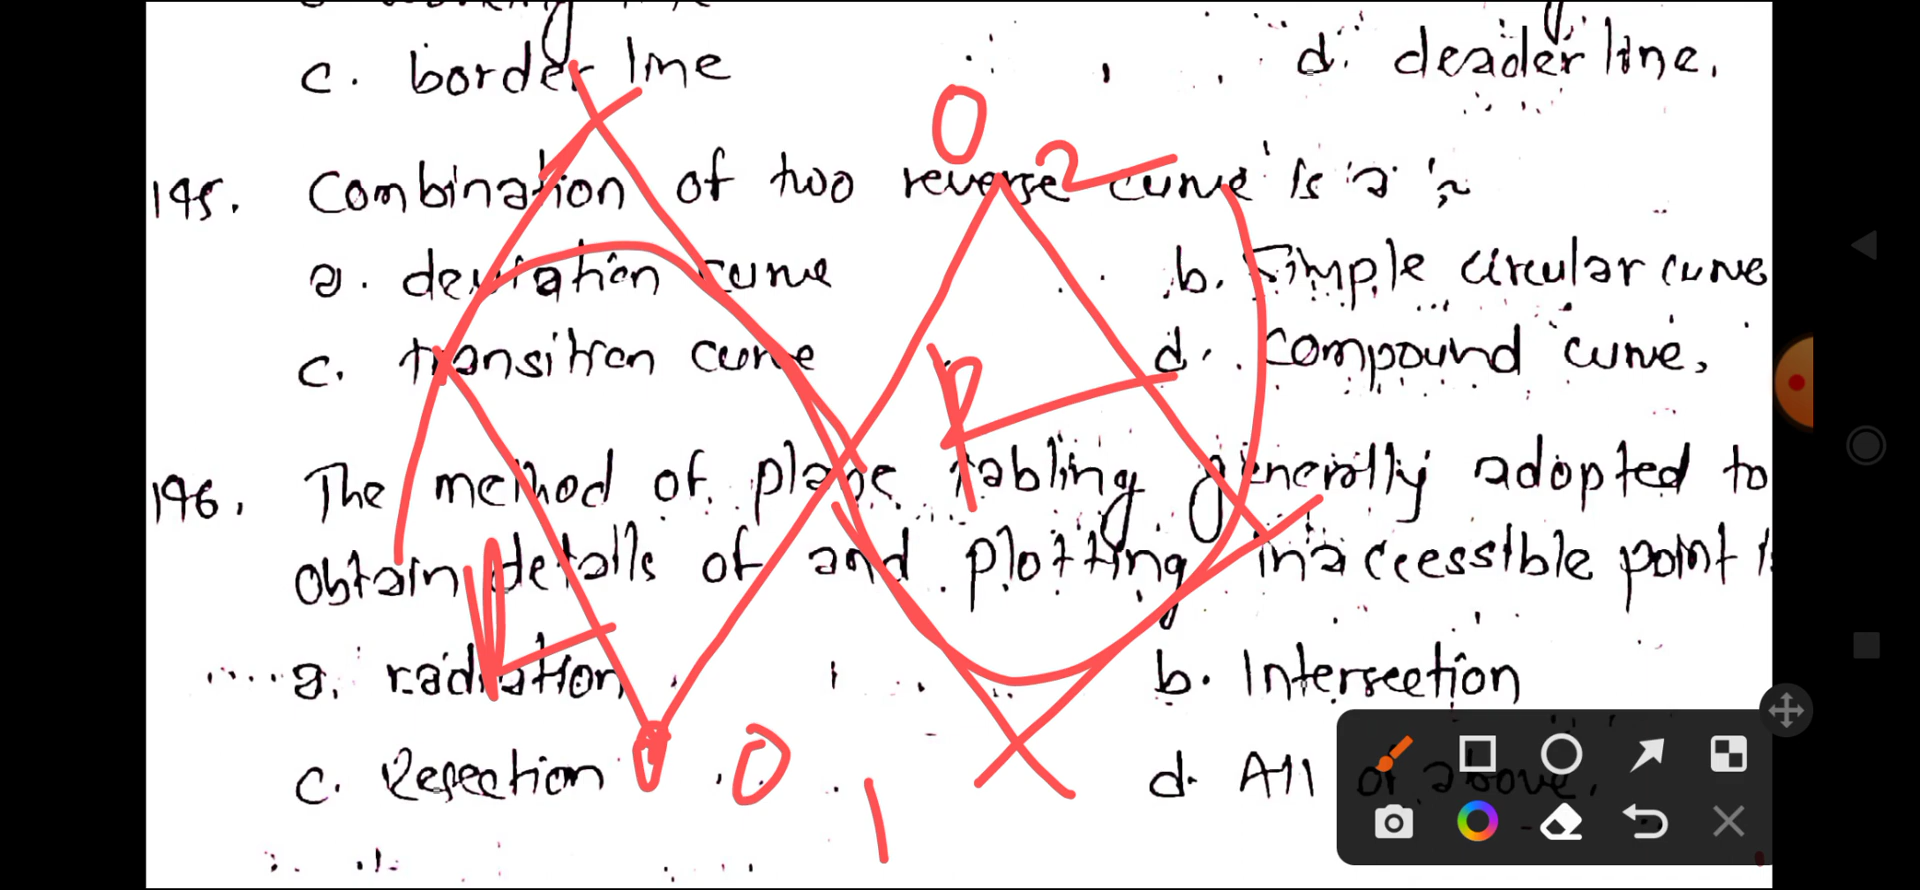 c. border line
d. deader line.
195. Combination of two reverse curve is a ;~
a. deviation curve
b. Simple circular curve
c. transition curve
d. Compound curve,
196. The method of plane tabling generally adopted to
obtain details of and plotting inaccessible point
a. radiation
b. Intersection
c. Resection
d. All of above.
O 2
R
R
O 1